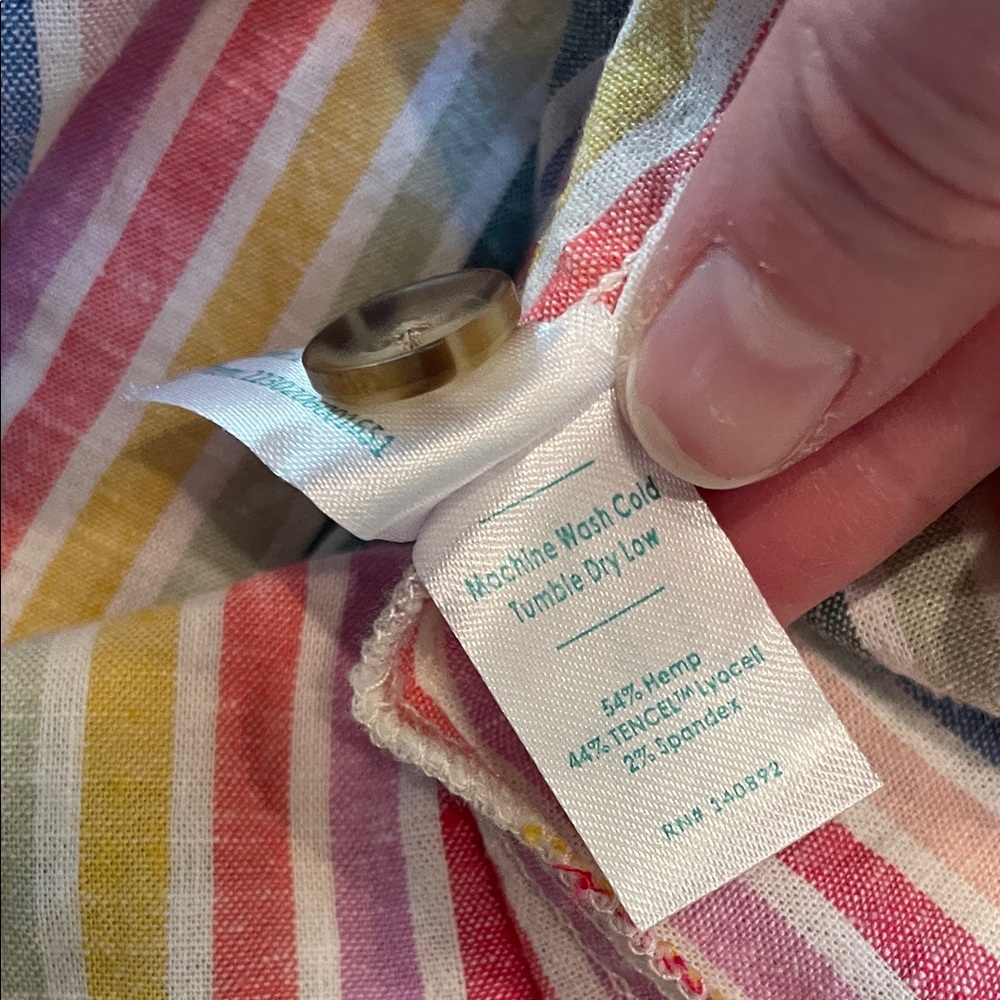 Machine Wash Cold
Tumble Dry Low
54% Hemp
44% TENCEL™ Lyocell
2% Spandex
RN# 140892